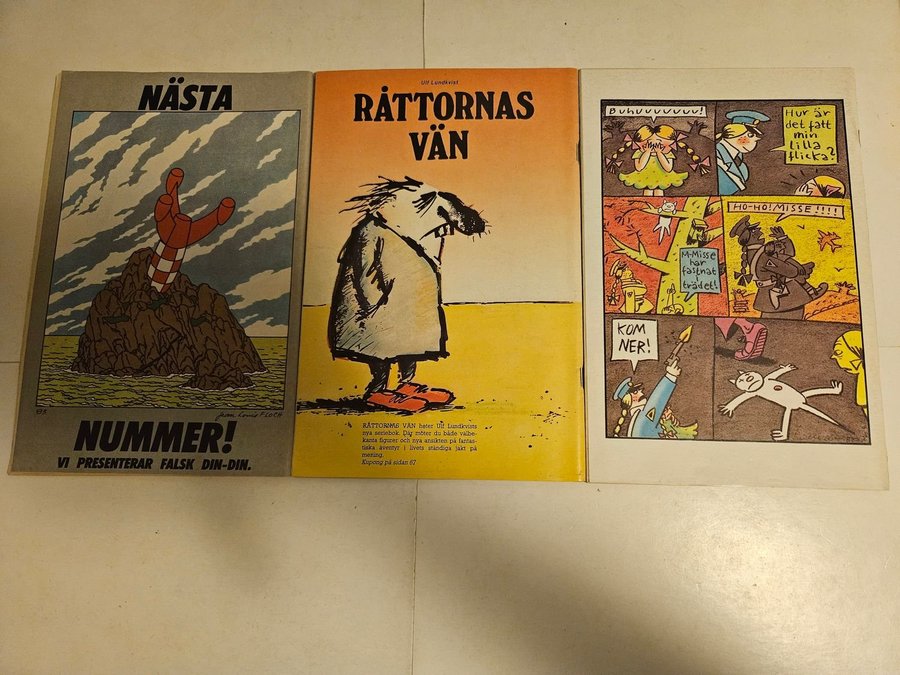 NÄSTA
83.
Jean Louis FLOCH
NUMMER!
VI PRESENTERAR FALSK DIN-DIN.
Ulf Lundkvist
RÅTTORNAS
VÄN
RÅTTORNAS VÄN heter Ulf Lundkvists
nya seriebok. Där möter du både välbe-
kanta figurer och nya ansikten på fantas-
tiska äventyr i livets ständiga jakt på
mening.
Kupong på sidan 67
Buhuuuuuuuu!
Hur är
det fatt
min
lilla
flicka?
M-Misse
har
fastnat
i
trädet!
HO-HO! MISSE!!!!
KOM
NER!